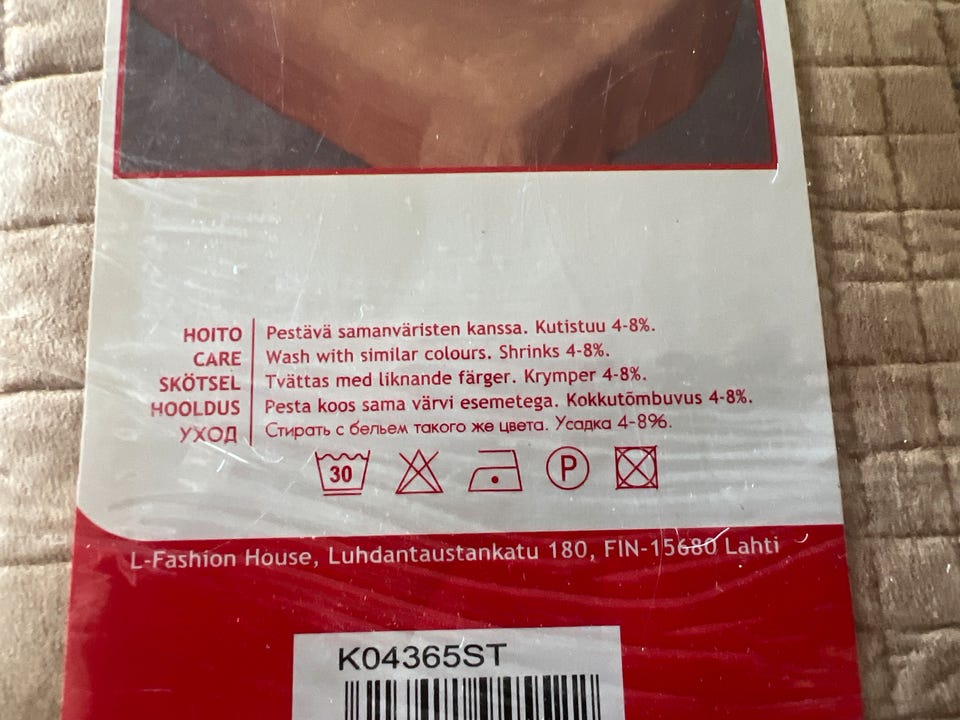 HOITO Pestävä samanväristen kanssa. Kutistuu 4-8%.
CARE Wash with similar colours. Shrinks 4-8%.
SKÖTSEL Tvättas med liknande färger. Krymper 4-8%.
HOOLDUS Pesta koos sama värvi esemetega. Kokkutõmbuvus 4-8%.
УХОД Стирать с бельем такого же цвета. Усадка 4-8%.
30 P
L-Fashion House, Luhdantaustankatu 180, FIN-15680 Lahti
K04365ST